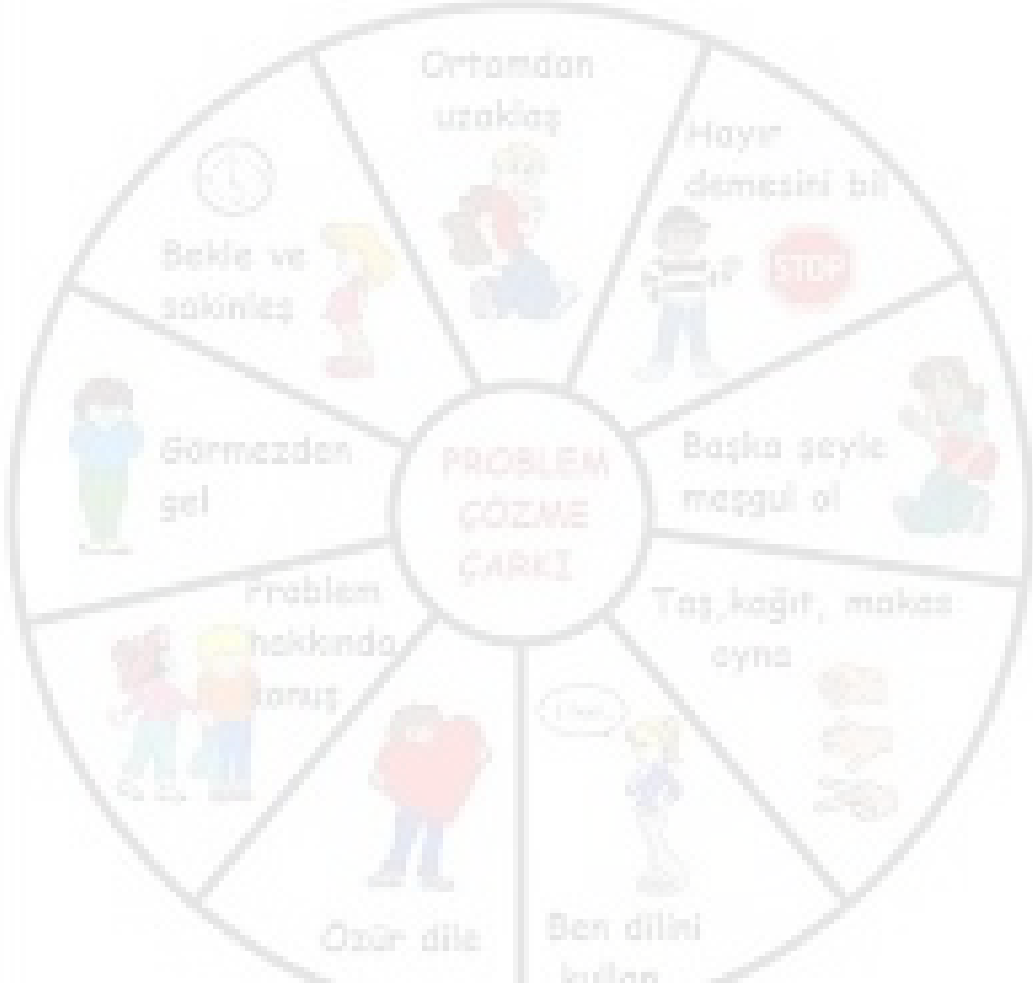 Ortamdan
uzaklaş
Hayır
demesini bil
STOP
Başka şeyle
meşgul ol
Taş,kağıt, makas
oyna
Ben dilini
kullan
Özür dile
Problem
hakkında
konuş
Görmezden
gel
Bekle ve
sakinleş
PROBLEM
ÇÖZME
ÇARKI